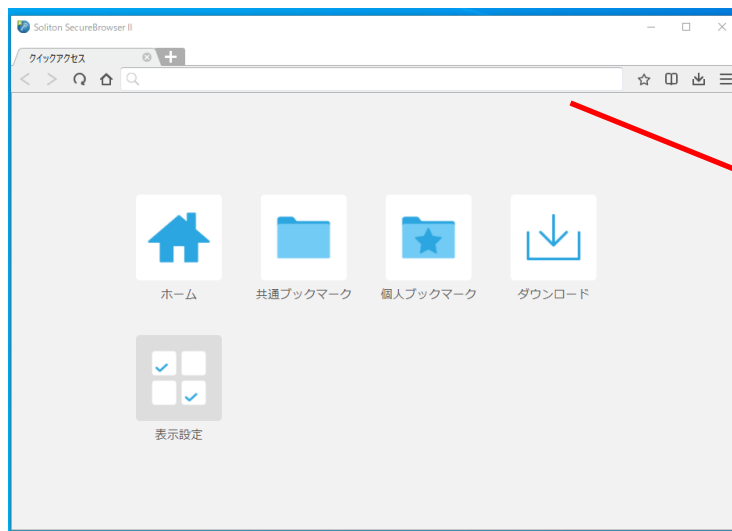 Soliton SecureBrowser II
クイックアクセス
ホーム
共通ブックマーク
個人ブックマーク
ダウンロード
表示設定